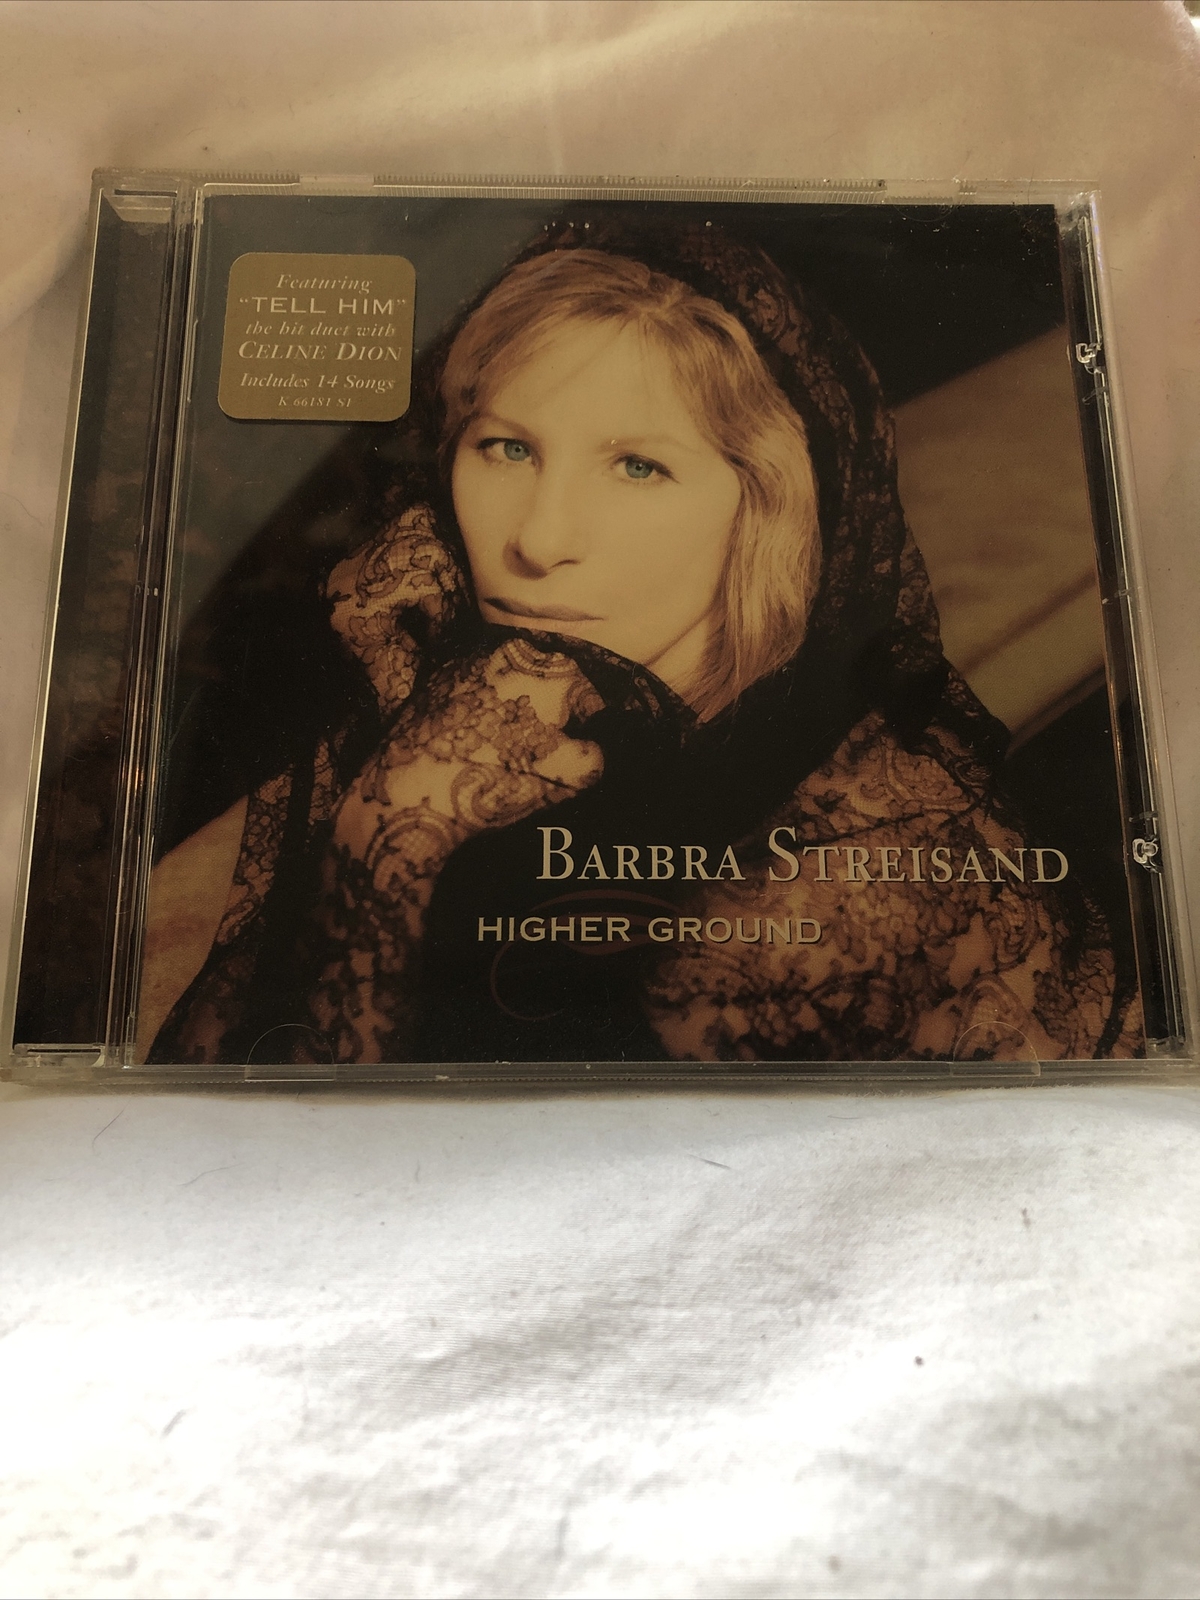 Featuring
"TELL HIM"
the hit duet with
CELINE DION
Includes 14 Songs
K 66181 S1
BARBRA STREISAND
HIGHER GROUND